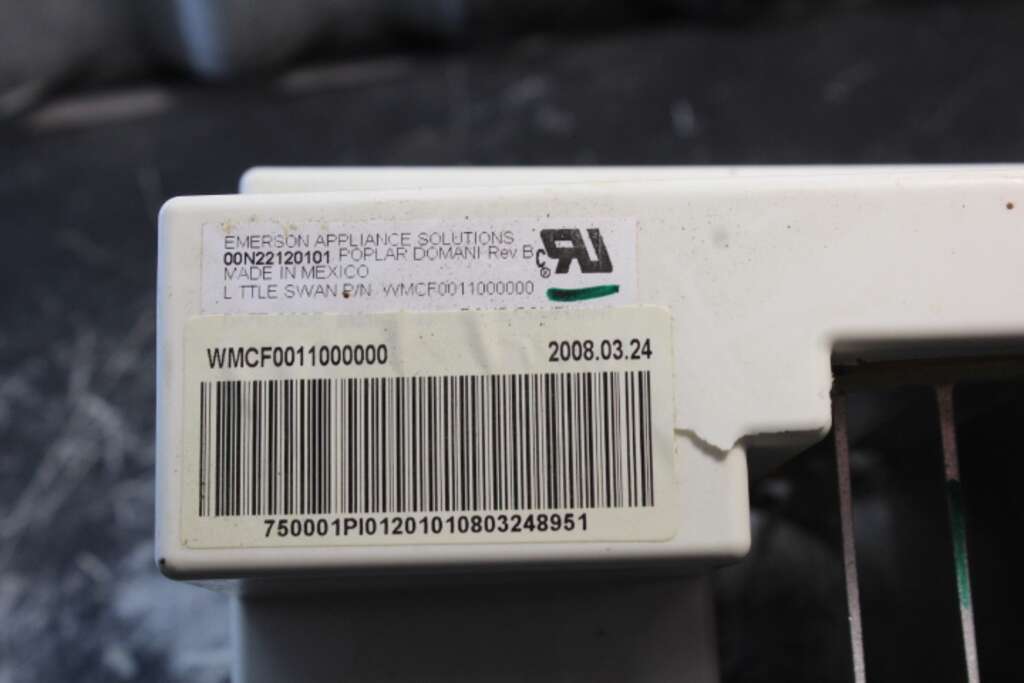 EMERSON APPLIANCE SOLUTIONS
00N22120101 POPLAR DOMANI Rev B
MADE IN MEXICO
L TTLE SWAN P/N WMCF0011000000
WMCF0011000000 2008.03.24
750001PI01201010803248951